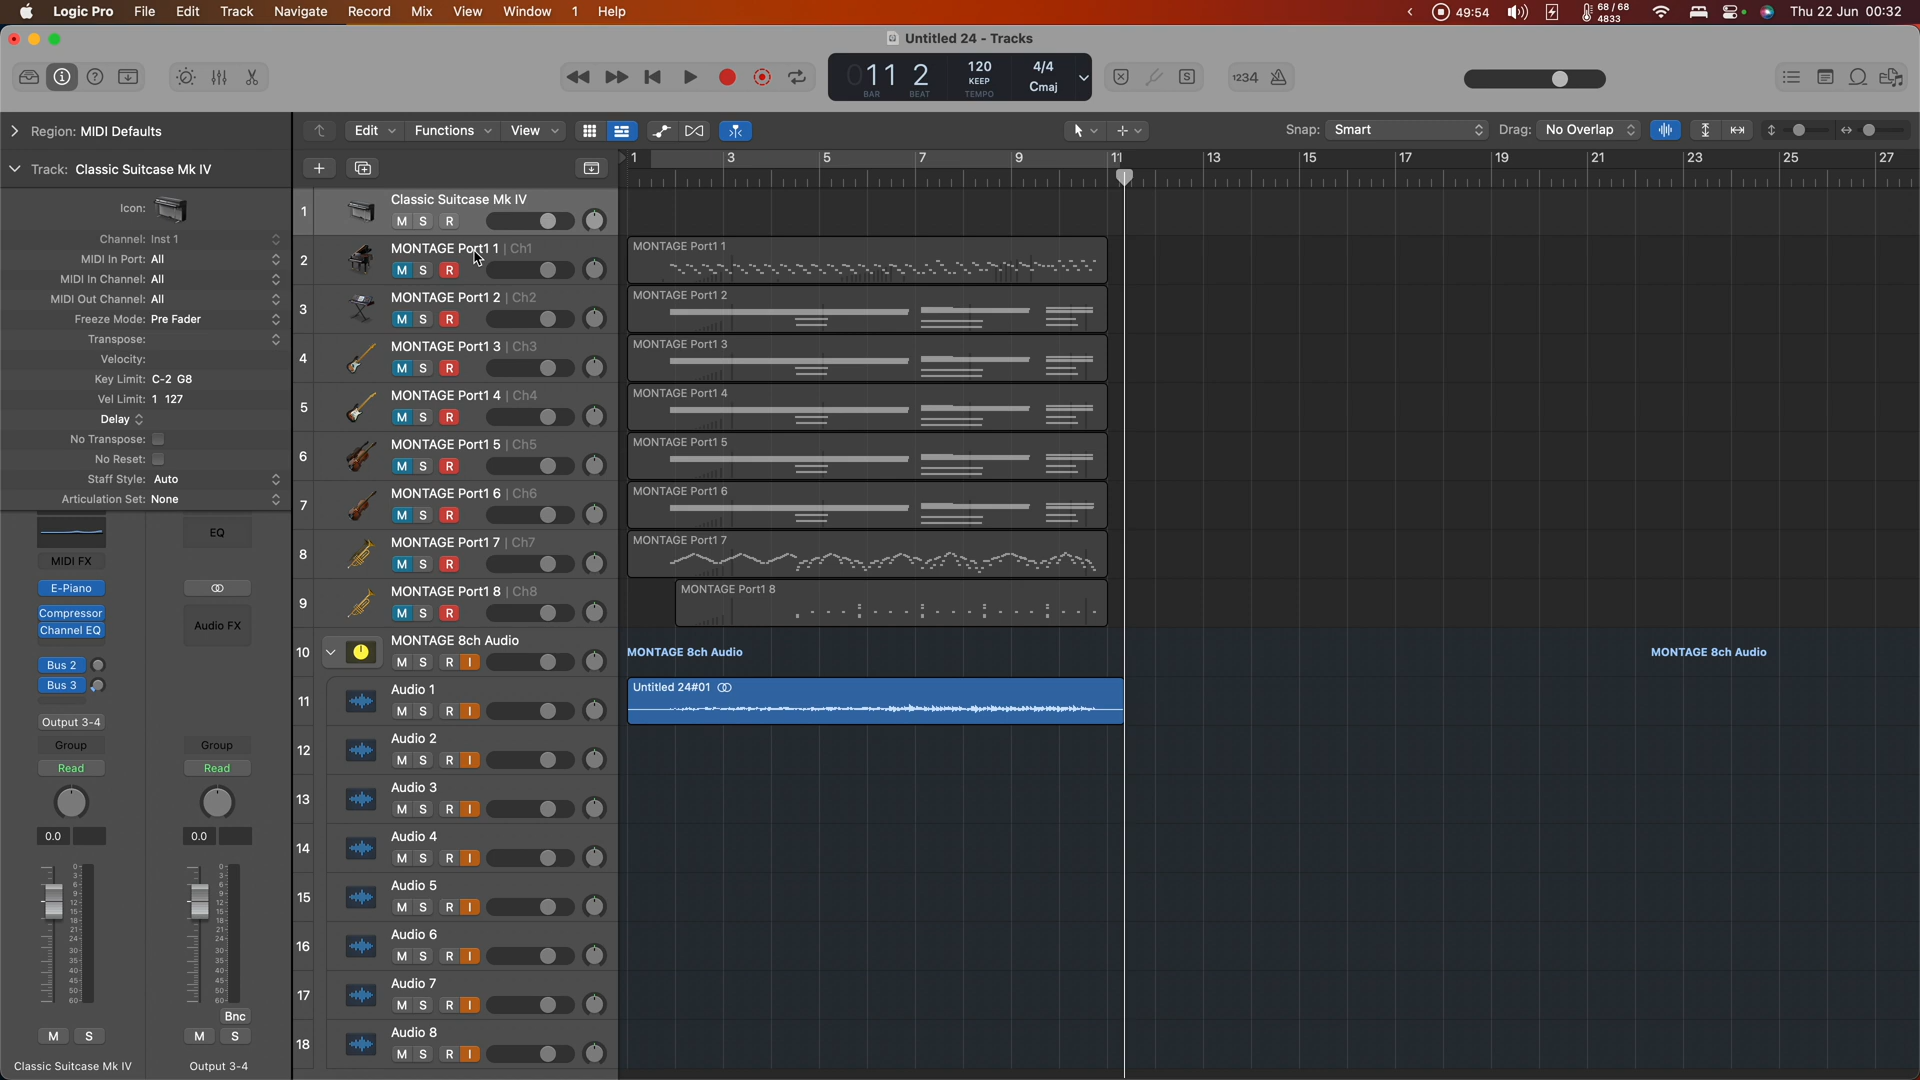 Logic Pro File Edit Track Navigate Record Mix View Window 1 Help
49:54 68 / 68 4833 Thu 22 Jun 00:32
Untitled 24 - Tracks
11 2 120 KEEP 4/4 Cmaj
BAR BEAT TEMPO
S 1234
Region: MIDI Defaults
Edit Functions View
Snap: Smart Drag: No Overlap
Track: Classic Suitcase Mk IV
1 3 5 7 9 11 13 15 17 19 21 23 25 27
Icon:
Channel: Inst 1
MIDI In Port: All
MIDI In Channel: All
MIDI Out Channel: All
Freeze Mode: Pre Fader
Transpose:
Velocity:
Key Limit: C-2 G8
Vel Limit: 1 127
Delay
No Transpose:
No Reset:
Staff Style: Auto
Articulation Set: None
EQ
MIDI FX
E-Piano
Compressor
Channel EQ
Audio FX
Bus 2
Bus 3
Output 3-4
Group Group
Read Read
0.0 0.0
Bnc
M S M S
Classic Suitcase Mk IV Output 3-4
1 Classic Suitcase Mk IV
M S R
2 MONTAGE Port1 1 | Ch1
M S R
MONTAGE Port1 1
3 MONTAGE Port1 2 | Ch2
M S R
MONTAGE Port1 2
4 MONTAGE Port1 3 | Ch3
M S R
MONTAGE Port1 3
5 MONTAGE Port1 4 | Ch4
M S R
MONTAGE Port1 4
6 MONTAGE Port1 5 | Ch5
M S R
MONTAGE Port1 5
7 MONTAGE Port1 6 | Ch6
M S R
MONTAGE Port1 6
8 MONTAGE Port1 7 | Ch7
M S R
MONTAGE Port1 7
9 MONTAGE Port1 8 | Ch8
M S R
MONTAGE Port1 8
10 MONTAGE 8ch Audio
M S R I
MONTAGE 8ch Audio MONTAGE 8ch Audio
11 Audio 1
M S R I
Untitled 24#01
12 Audio 2
M S R I
13 Audio 3
M S R I
14 Audio 4
M S R I
15 Audio 5
M S R I
16 Audio 6
M S R I
17 Audio 7
M S R I
18 Audio 8
M S R I